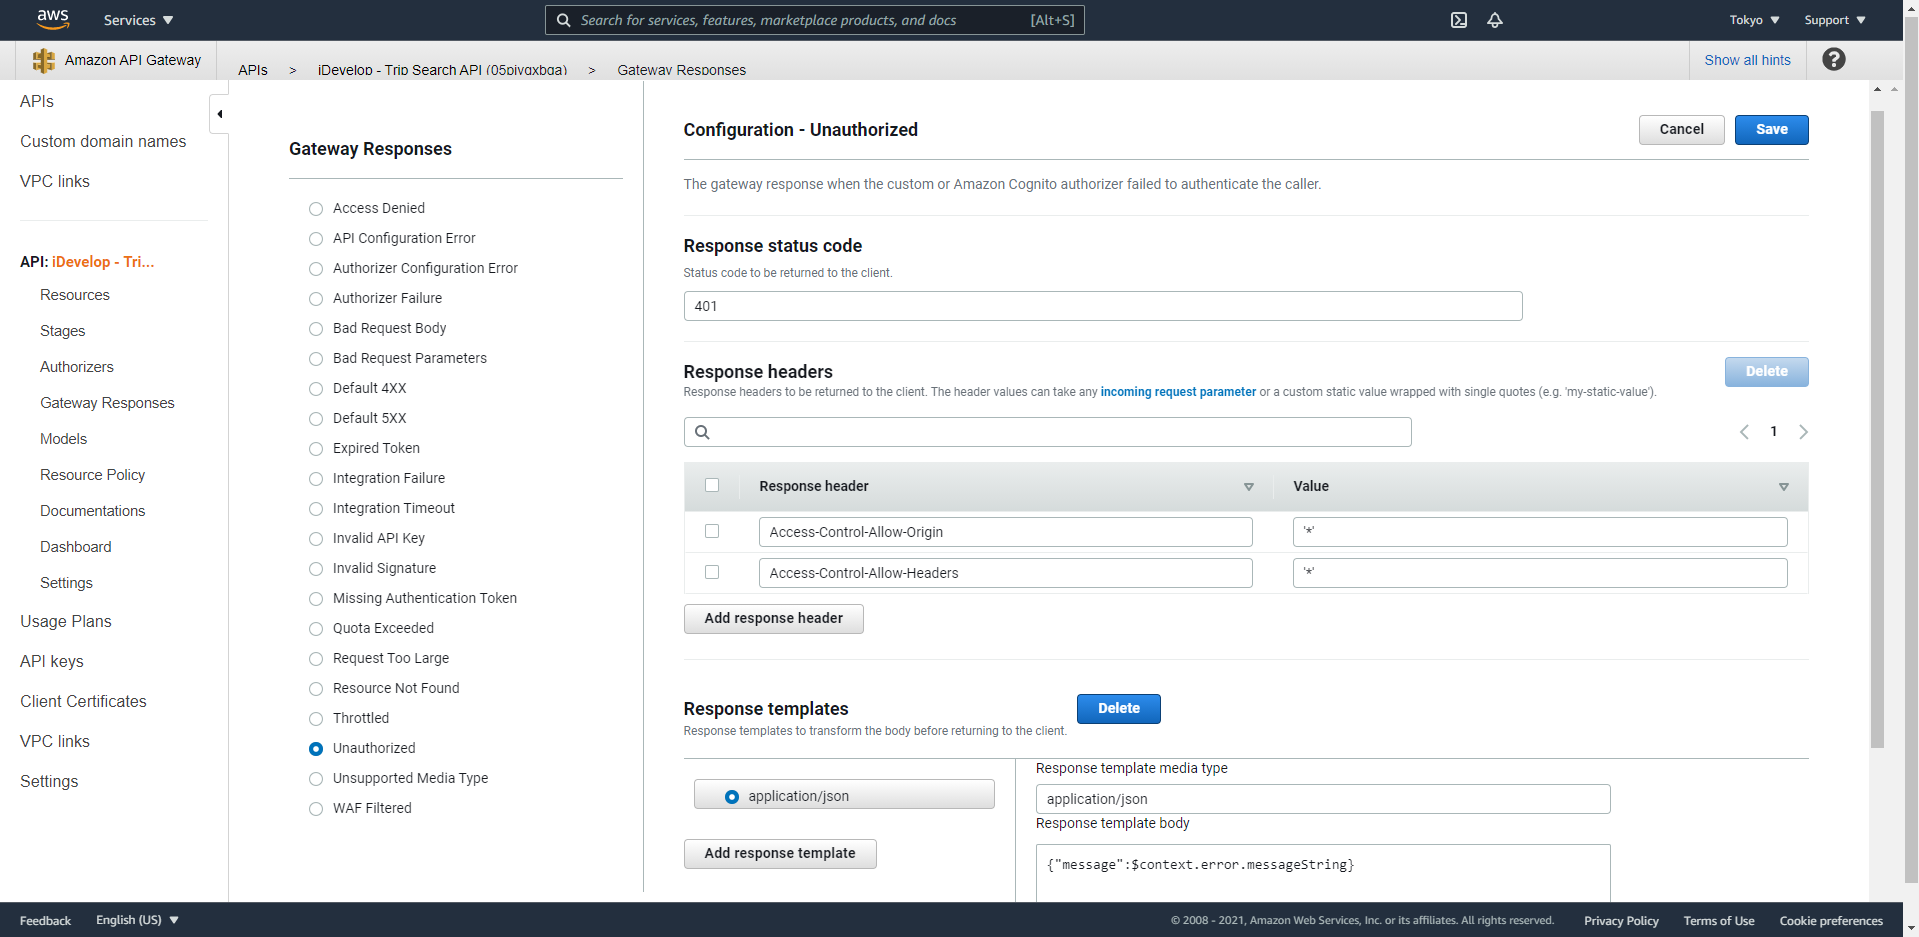 aws
Services
Search for services, features, marketplace products, and docs
[Alt+S]
Tokyo
Support
Amazon API Gateway
APIs > iDevelop - Trip Search API (05pivqxbga) > Gateway Responses
Show all hints
?
APIs
Custom domain names
VPC links
API: iDevelop - Tri...
Resources
Stages
Authorizers
Gateway Responses
Models
Resource Policy
Documentations
Dashboard
Settings
Usage Plans
API keys
Client Certificates
VPC links
Settings
Gateway Responses
Access Denied
API Configuration Error
Authorizer Configuration Error
Authorizer Failure
Bad Request Body
Bad Request Parameters
Default 4XX
Default 5XX
Expired Token
Integration Failure
Integration Timeout
Invalid API Key
Invalid Signature
Missing Authentication Token
Quota Exceeded
Request Too Large
Resource Not Found
Throttled
Unauthorized
Unsupported Media Type
WAF Filtered
Configuration - Unauthorized
Cancel
Save
The gateway response when the custom or Amazon Cognito authorizer failed to authenticate the caller.
Response status code
Status code to be returned to the client.
401
Response headers
Delete
Response headers to be returned to the client. The header values can take any incoming request parameter or a custom static value wrapped with single quotes (e.g. 'my-static-value').
1
Response header
Value
Access-Control-Allow-Origin
'*'
Access-Control-Allow-Headers
'*'
Add response header
Response templates
Delete
Response templates to transform the body before returning to the client.
application/json
Add response template
Response template media type
application/json
Response template body
{"message":$context.error.messageString}
Feedback
English (US)
© 2008 - 2021, Amazon Web Services, Inc. or its affiliates. All rights reserved.
Privacy Policy
Terms of Use
Cookie preferences